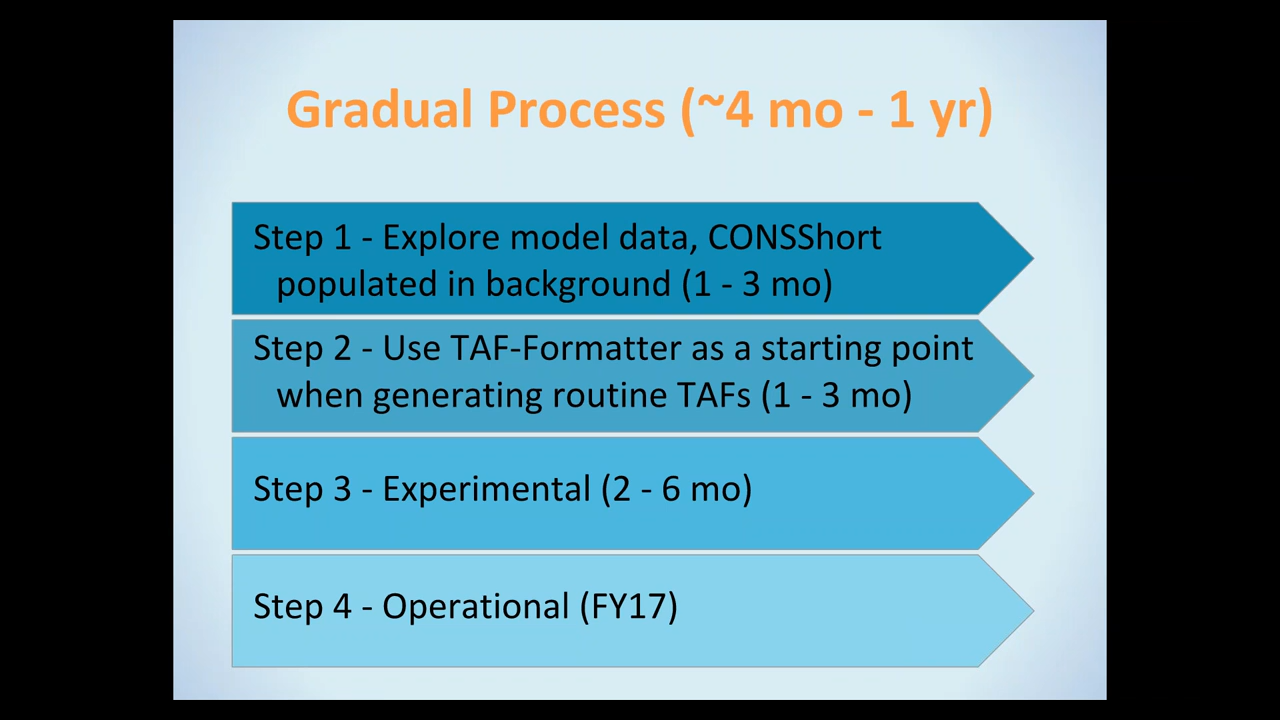 Gradual Process (~4 mo - 1 yr)
Step 1 - Explore model data, CONSShort
populated in background (1 - 3 mo)
Step 2 - Use TAF-Formatter as a starting point
when generating routine TAFs (1 - 3 mo)
Step 3 - Experimental (2 - 6 mo)
Step 4 - Operational (FY17)